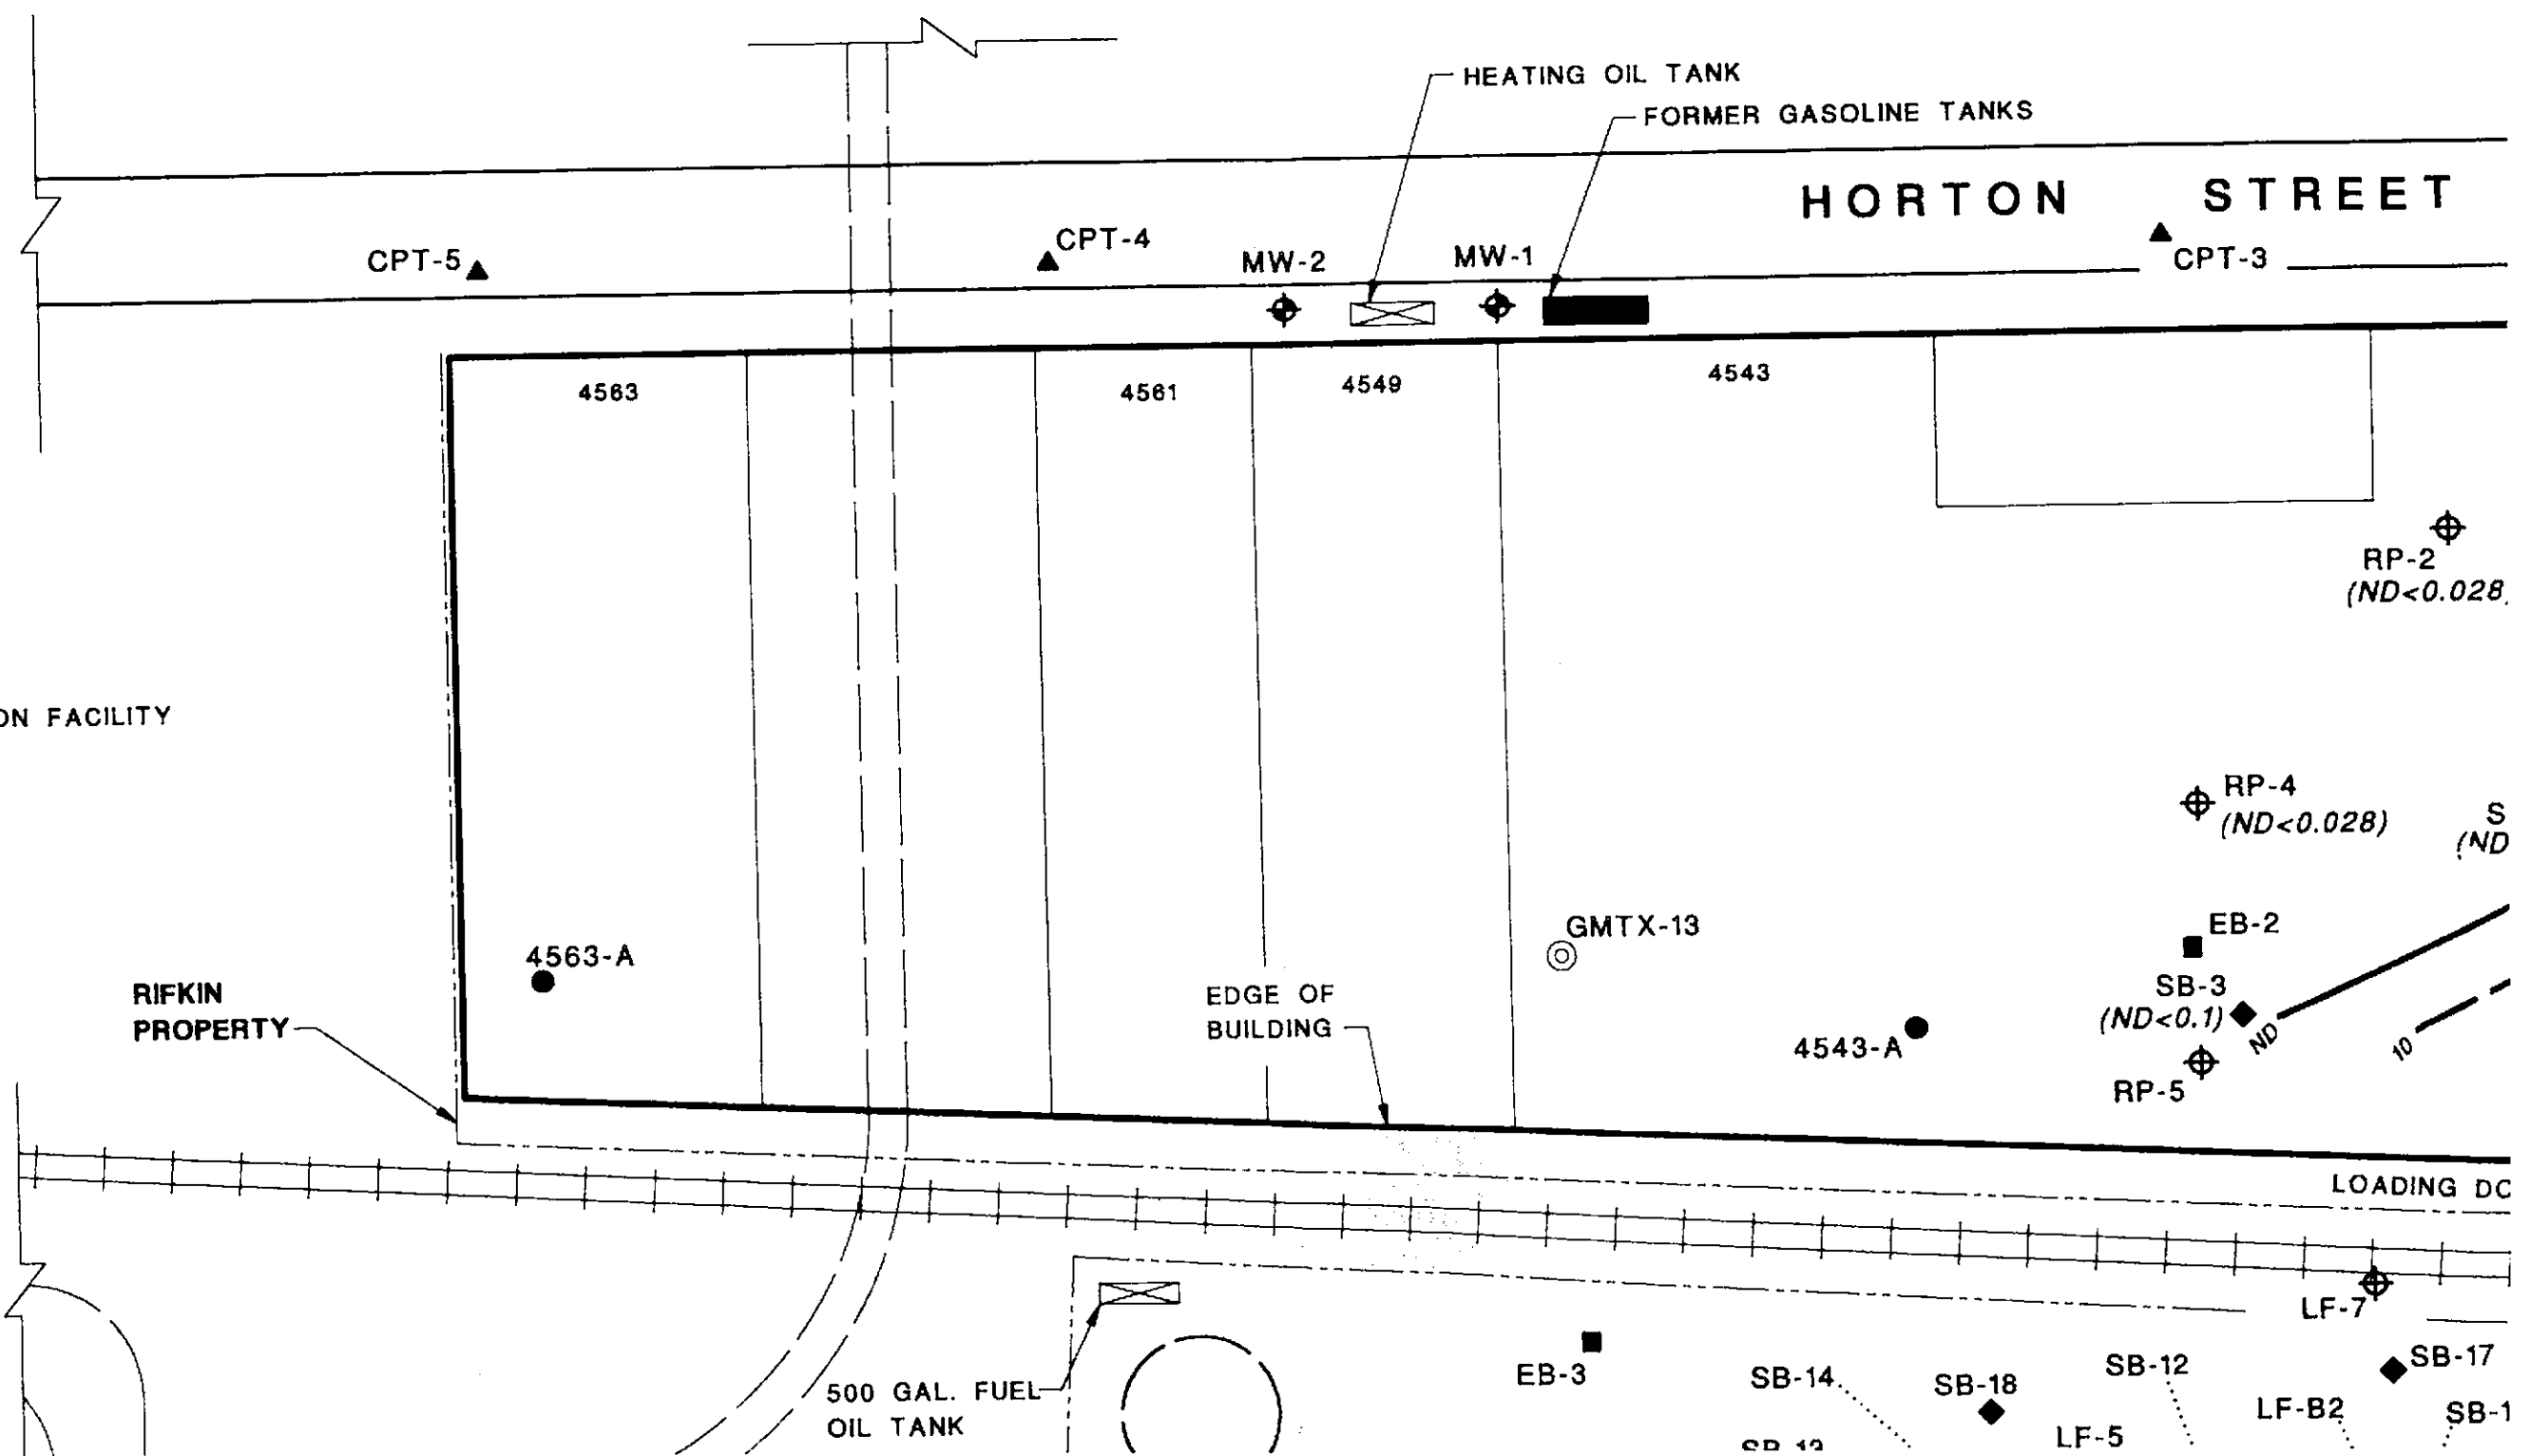 HEATING OIL TANK
FORMER GASOLINE TANKS
HORTON STREET
CPT-5
CPT-4
MW-2
MW-1
CPT-3
4563
4561
4549
4543
RP-2
(ND<0.028
ON FACILITY
RP-4
(ND<0.028)
S
(ND
GMTX-13
EB-2
4563-A
RIFKIN
PROPERTY
EDGE OF
BUILDING
SB-3
(ND<0.1)
ND
10
4543-A
RP-5
LOADING DO
LF-7
EB-3
500 GAL. FUEL
OIL TANK
SB-14
SB-18
SB-12
SB-17
LF-B2
SB-1
LF-5